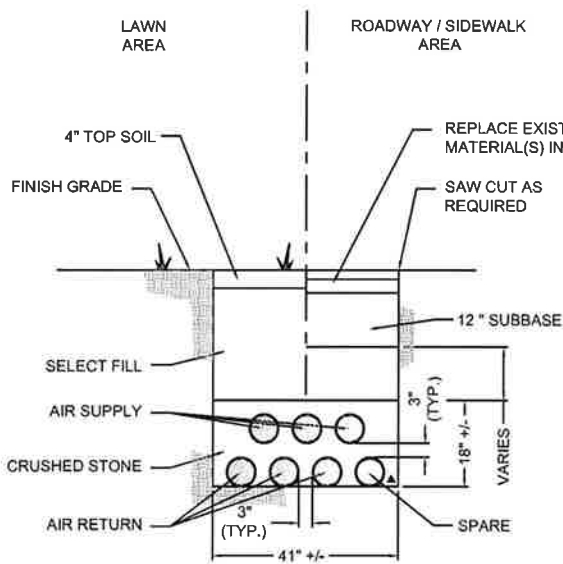 LAWN
AREA
ROADWAY / SIDEWALK
AREA
4" TOP SOIL
REPLACE EXIST
MATERIAL(S) IN
FINISH GRADE
SAW CUT AS
REQUIRED
12 " SUBBASE
SELECT FILL
AIR SUPPLY
3"
(TYP.)
CRUSHED STONE
18" +/-
VARIES
AIR RETURN
3"
(TYP.)
SPARE
41" +/-